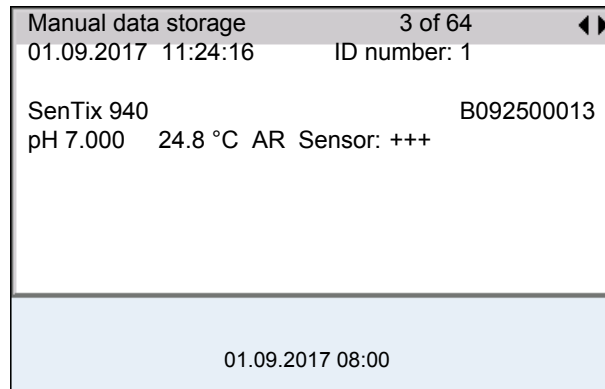 Manual data storage 3 of 64
01.09.2017 11:24:16 ID number: 1
SenTix 940 B092500013
pH 7.000 24.8 °C AR Sensor: +++
01.09.2017 08:00